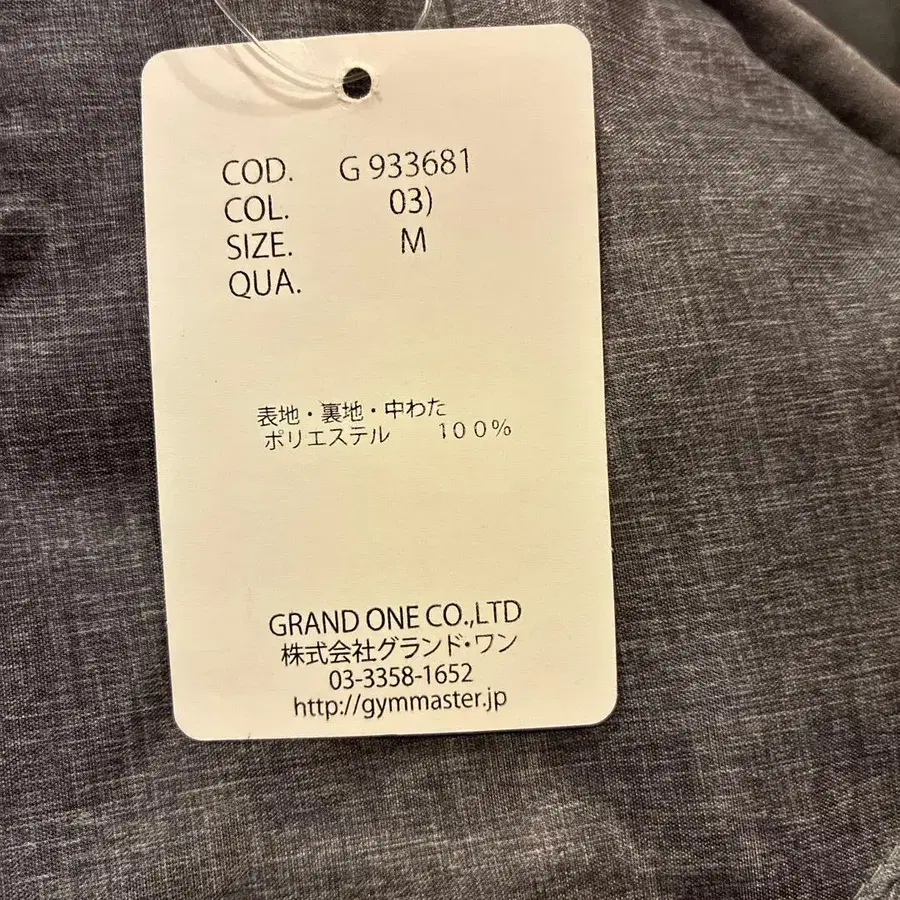 COD. G 933681
COL. 03)
SIZE. M
QUA.
表地・裏地・中わた
ポリエステル 100%
GRAND ONE CO.,LTD
株式会社グランド・ワン
03-3358-1652
http://gymmaster.jp